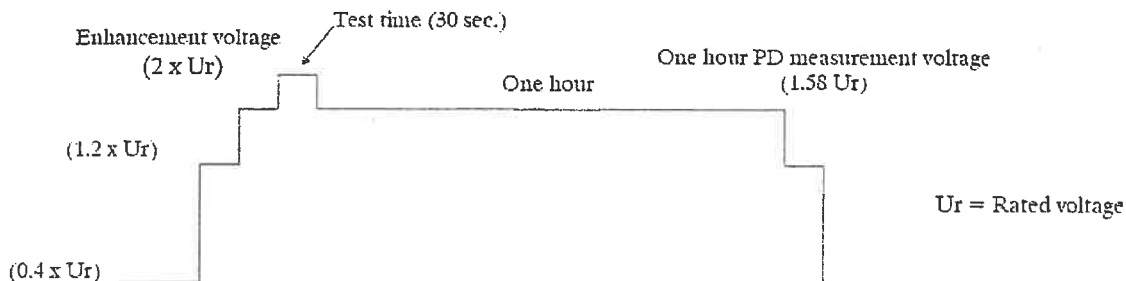 Test time (30 sec.)
Enhancement voltage
(2 x Ur)
One hour PD measurement voltage
(1.58 Ur)
One hour
(1.2 x Ur)
Ur = Rated voltage
(0.4 x Ur)